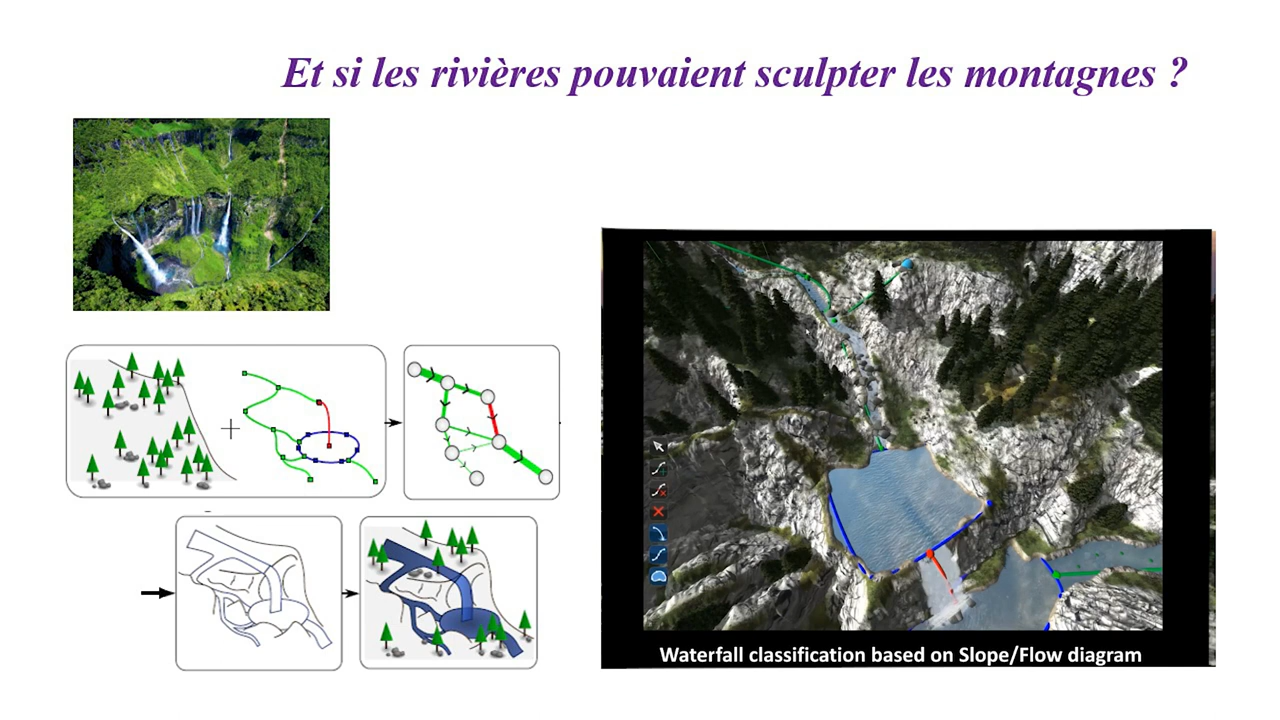 Et si les rivières pouvaient sculpter les montagnes ?
Waterfall classification based on Slope/Flow diagram